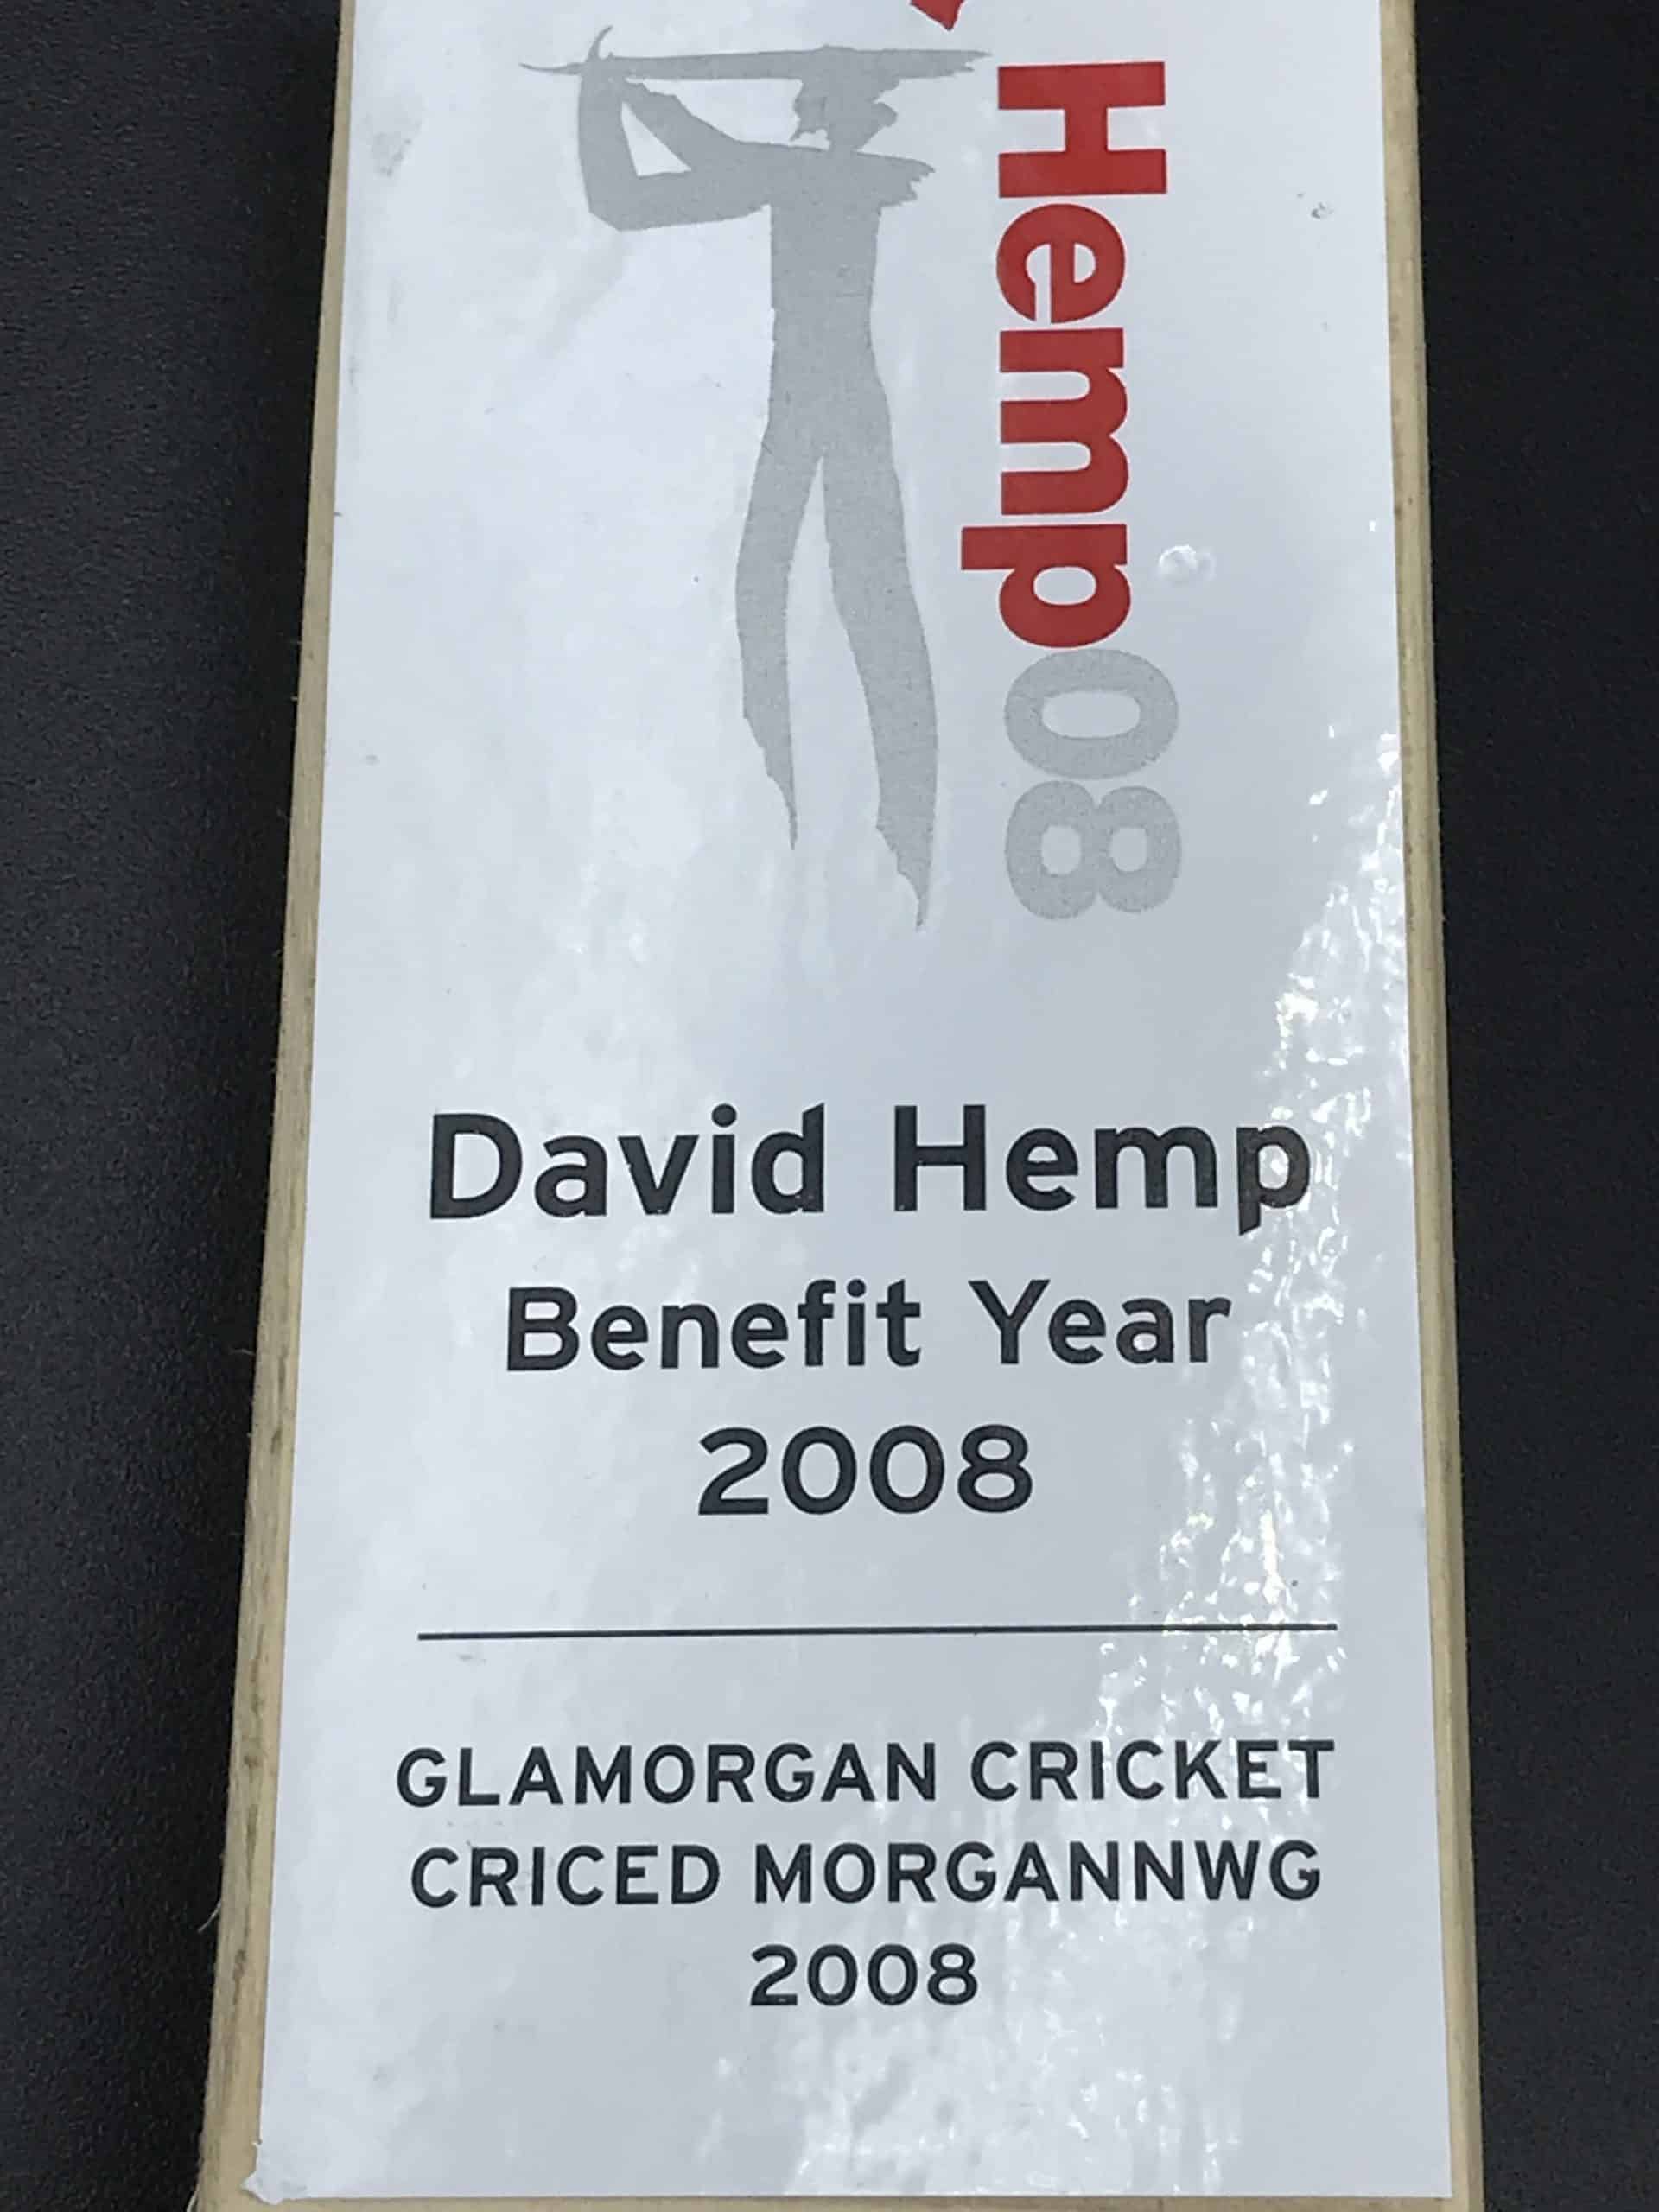 Hemp08
David Hemp
Benefit Year
2008
GLAMORGAN CRICKET
CRICED MORGANNWG
2008